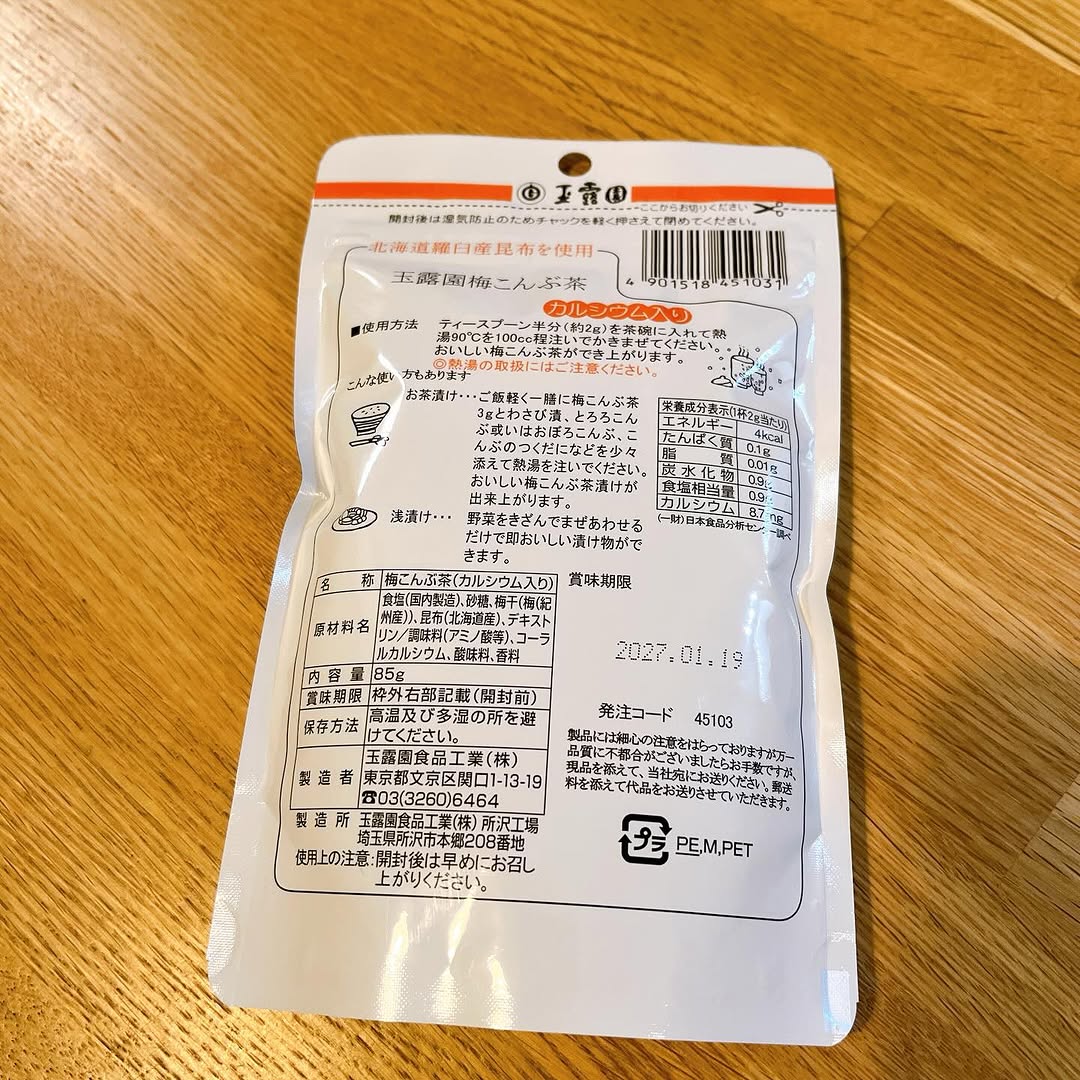 玉露園
ここからお切りください
開封後は湿気防止のためチャックを軽く押さえて閉めてください。
北海道羅臼産昆布を使用
4 901518 451031
玉露園梅こんぶ茶
カルシウム入り
■使用方法 ティースプーン半分(約2g)を茶碗に入れて熱
湯90℃を100cc程注いでかきまぜてください。
おいしい梅こんぶ茶ができ上がります。
◎熱湯の取扱にはご注意ください。
こんな使い方もあります
お茶漬け･･･ご飯軽く一膳に梅こんぶ茶
3gとわさび漬、とろろこん
ぶ或いはおぼろこんぶ、こ
んぶのつくだになどを少々
添えて熱湯を注いでください。
おいしい梅こんぶ茶漬けが
出来上がります。
浅漬け･･･ 野菜をきざんでまぜあわせる
だけで即おいしい漬け物がで
きます。
栄養成分表示(1杯2g当たり)
エネルギー 4kcal
たんぱく質 0.1g
脂質 0.01g
炭水化物 0.9g
食塩相当量 0.9g
カルシウム 8.7mg
(一財)日本食品分析センター調べ
名称 梅こんぶ茶(カルシウム入り)
原材料名 食塩(国内製造)、砂糖、梅干(梅(紀
州産))、昆布(北海道産)、デキスト
リン/調味料(アミノ酸等)、コーラ
ルカルシウム、酸味料、香料
内容量 85g
賞味期限 枠外右部記載(開封前)
保存方法 高温及び多湿の所を避
けてください。
製造者 玉露園食品工業(株)
東京都文京区関口1-13-19
☎03(3260)6464
製造所 玉露園食品工業(株) 所沢工場
埼玉県所沢市本郷208番地
使用上の注意:開封後は早めにお召し
上がりください。
賞味期限
2027.01.19
発注コード 45103
製品には細心の注意をはらっておりますが万一
品質に不都合がございましたらお手数ですが、
現品を添えて、当社宛にお送りください。郵送
料を添えて代品をお送りさせていただきます。
プラ PE,M,PET